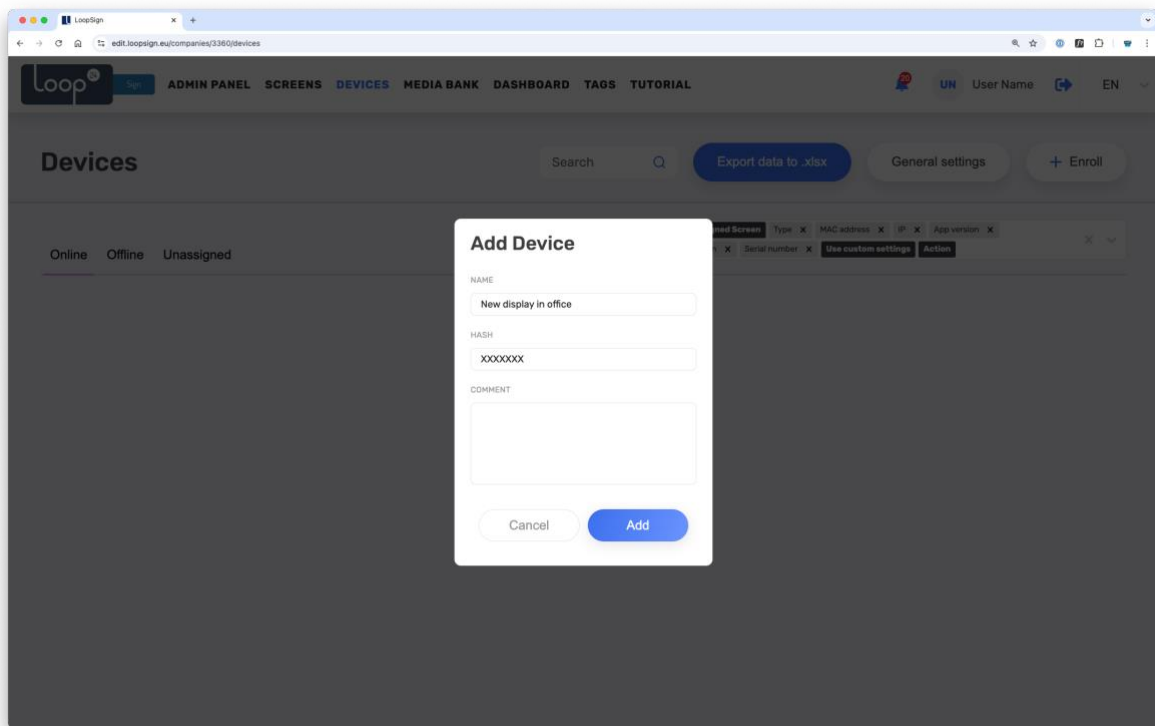 LoopSign
edit.loopsign.eu/companies/3360/devices
Loop Sign ADMIN PANEL SCREENS DEVICES MEDIA BANK DASHBOARD TAGS TUTORIAL 20 UN User Name EN
Devices Search Export data to .xlsx General settings + Enroll
ned Screen Type X MAC address X IP X App version X
Online Offline Unassigned
X Serial number X Use custom settings Action
Add Device
NAME
New display in office
HASH
XXXXXXX
COMMENT
Cancel Add